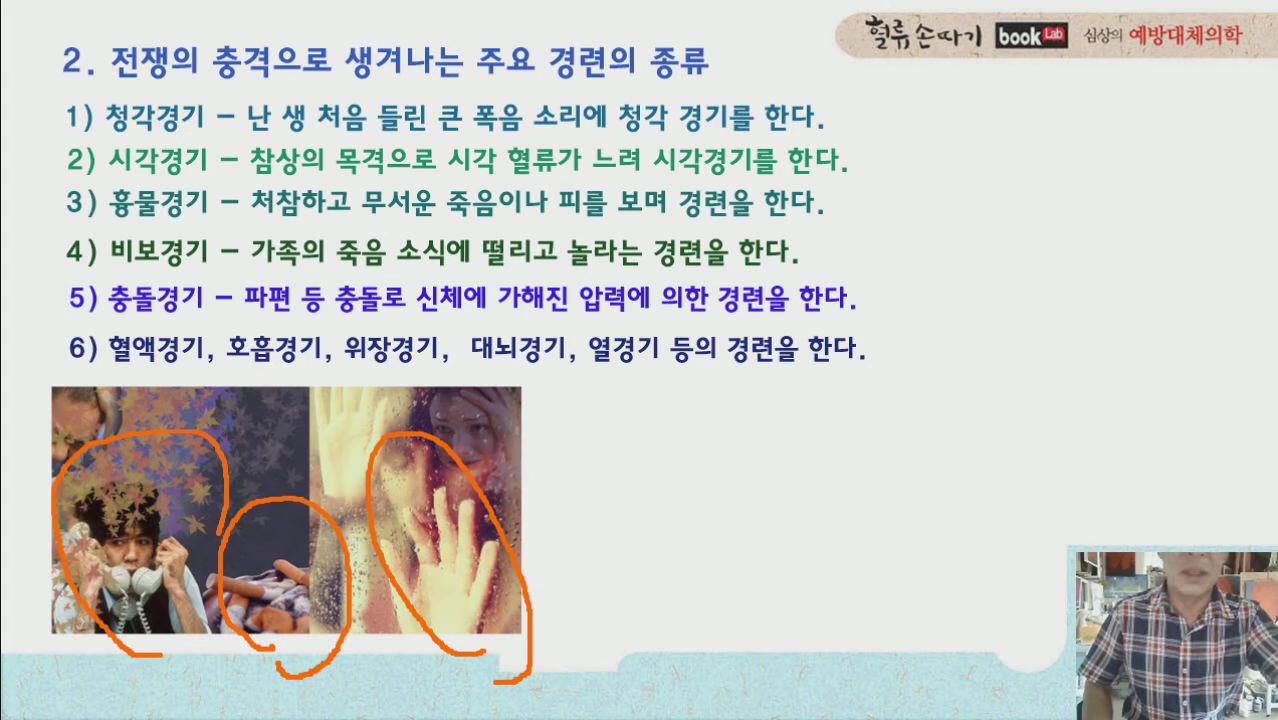 혈류 손따기 book Lab 심상의 예방대체의학
2. 전쟁의 충격으로 생겨나는 주요 경련의 종류
1) 청각경기 - 난 생 처음 들린 큰 폭음 소리에 청각 경기를 한다.
2) 시각경기 - 참상의 목격으로 시각 혈류가 느려 시각경기를 한다.
3) 흉물경기 - 처참하고 무서운 죽음이나 피를 보며 경련을 한다.
4) 비보경기 - 가족의 죽음 소식에 떨리고 놀라는 경련을 한다.
5) 충돌경기 - 파편 등 충돌로 신체에 가해진 압력에 의한 경련을 한다.
6) 혈액경기, 호흡경기, 위장경기, 대뇌경기, 열경기 등의 경련을 한다.